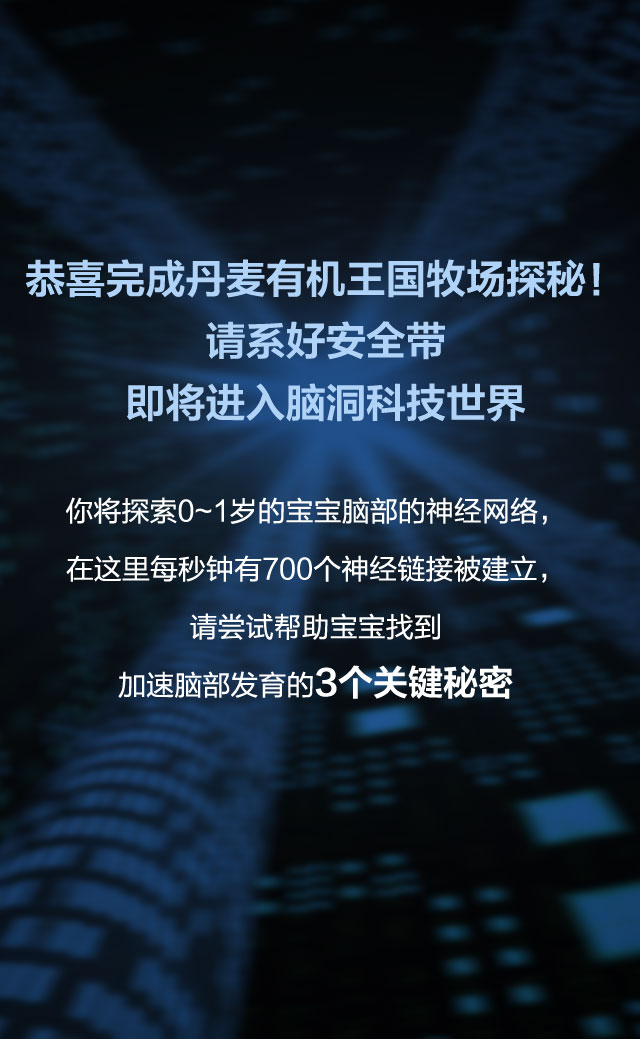 恭喜完成丹麦有机王国牧场探秘！
请系好安全带
即将进入脑洞科技世界
你将探索0~1岁的宝宝脑部的神经网络，
在这里每秒钟有700个神经链接被建立，
请尝试帮助宝宝找到
加速脑部发育的3个关键秘密